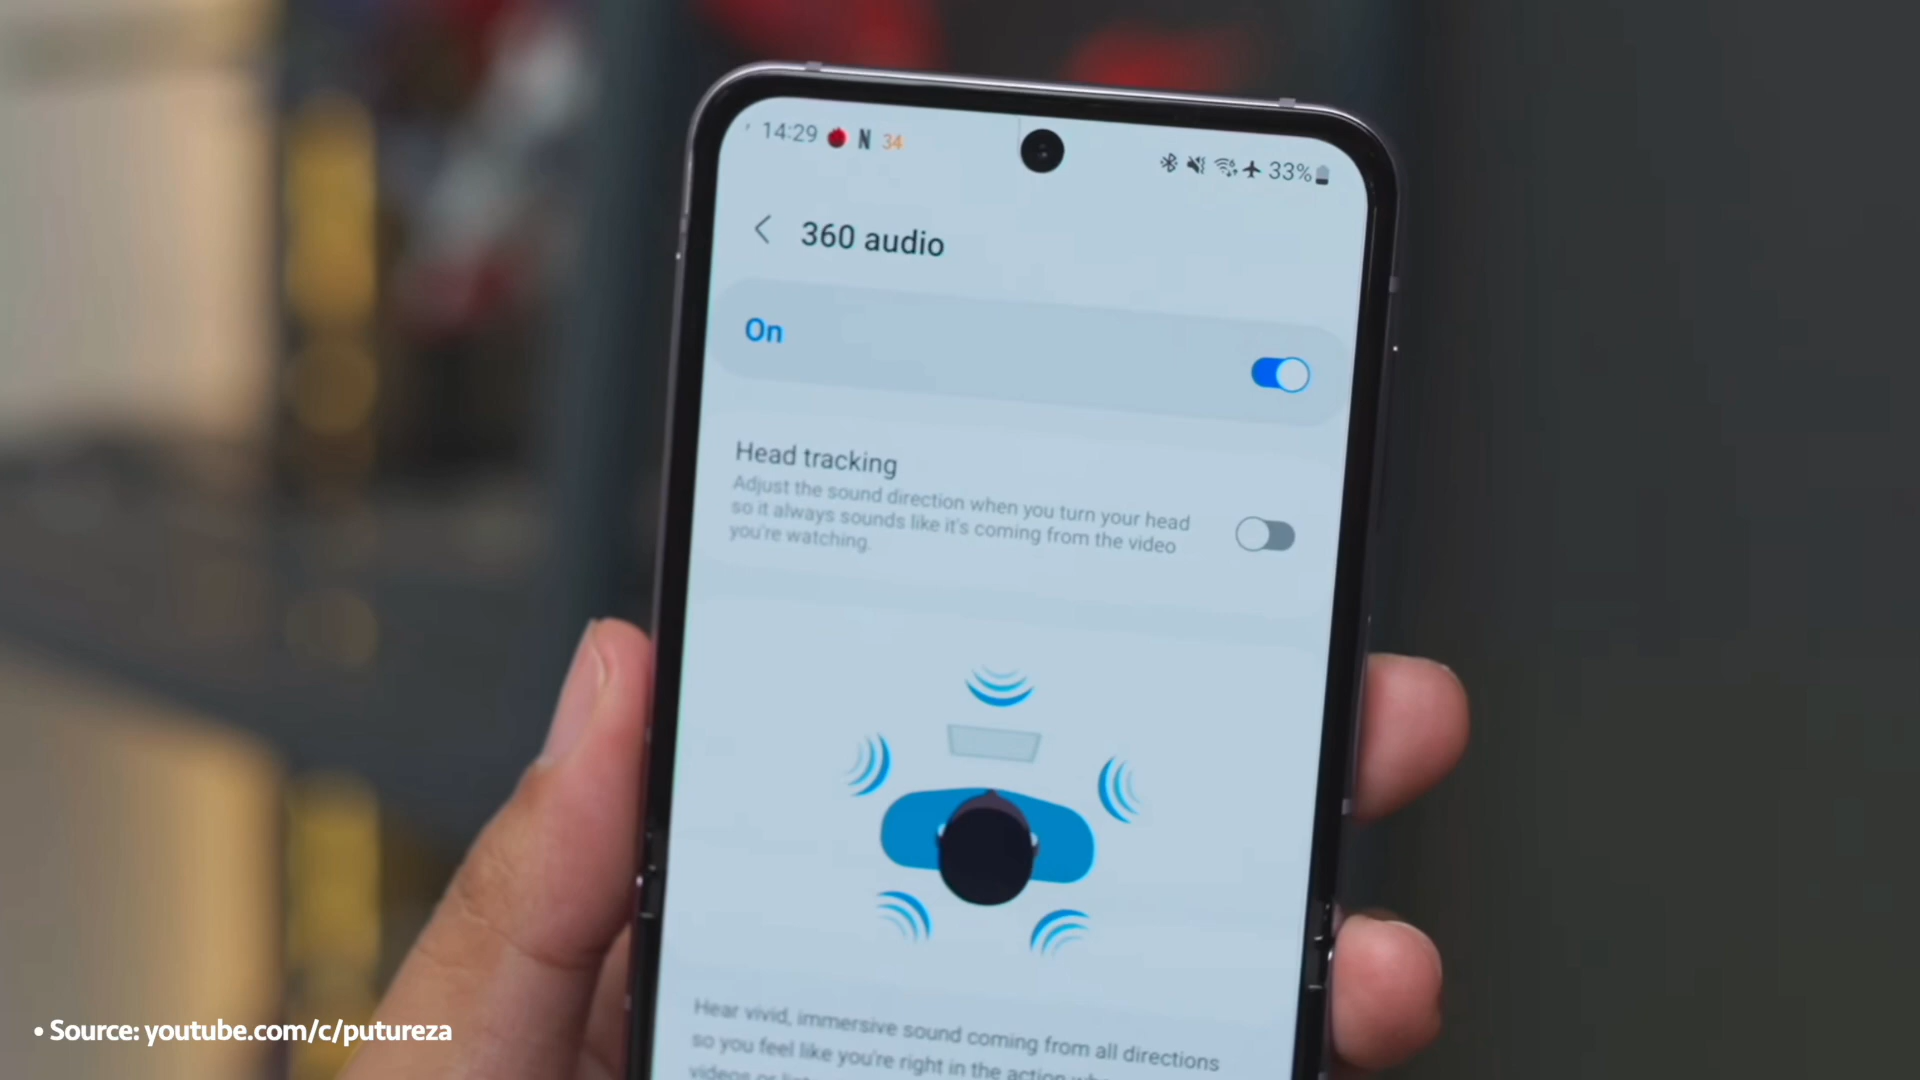 14:29 N 34
33%
360 audio
On
Head tracking
Adjust the sound direction when you turn your head
so it always sounds like it's coming from the video
you're watching.
Hear vivid, immersive sound coming from all directions
so you feel like you're right in the action
videos or
• Source: youtube.com/c/putureza